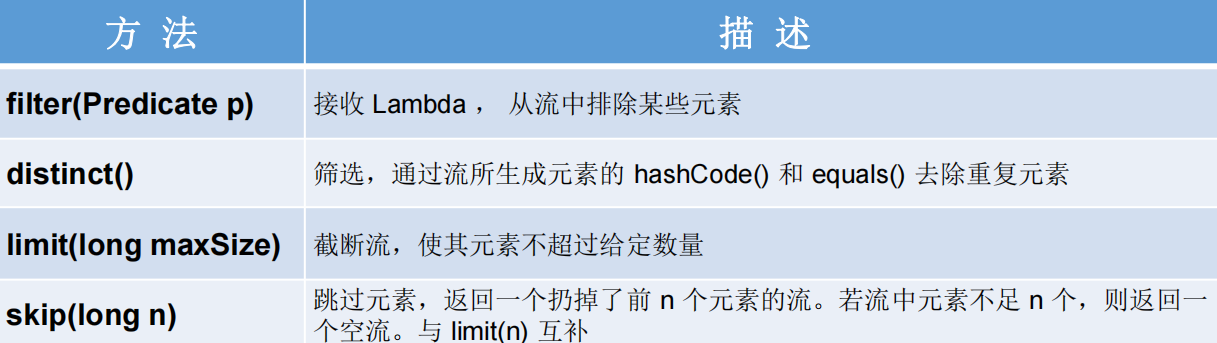 方 法 描 述
filter(Predicate p) 接收 Lambda ， 从流中排除某些元素
distinct() 筛选，通过流所生成元素的 hashCode() 和 equals() 去除重复元素
limit(long maxSize) 截断流，使其元素不超过给定数量
skip(long n) 跳过元素，返回一个扔掉了前 n 个元素的流。若流中元素不足 n 个，则返回一
个空流。与 limit(n) 互补